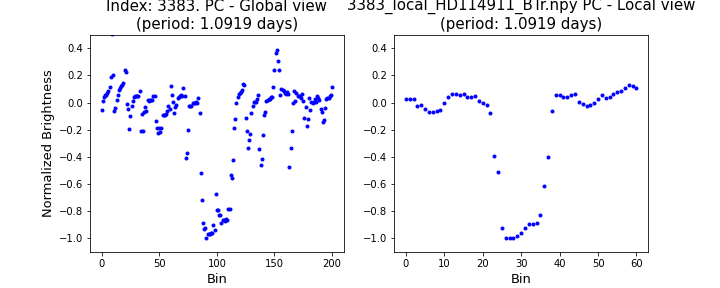 Index: 3383. PC - Global view
(period: 1.0919 days)
3383_local_HD114911_BTr.npy PC - Local view
(period: 1.0919 days)
Normalized Brightness
0.4
0.2
0.0
−0.2
−0.4
−0.6
−0.8
−1.0
0 50 100 150 200
Bin
0.4
0.2
0.0
−0.2
−0.4
−0.6
−0.8
−1.0
0 10 20 30 40 50 60
Bin